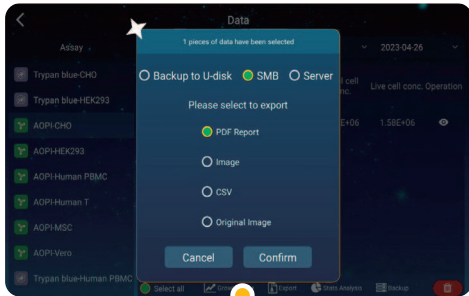 Data
Assay
2023-04-26
1 pieces of data have been selected
Backup to U-disk SMB Server
Please select to export
PDF Report
Image
CSV
Original Image
Cancel Confirm
Trypan blue-CHO
Trypan blue-HEK293
AOPI-CHO
AOPI-HEK293
AOPI-Human PBMC
AOPI-Human T
AOPI-MSC
AOPI-Vero
Trypan blue-Human PBMC
cell
Live cell conc. Operation
E+06 1.58E+06
Select all Export Stats Analysis Backup